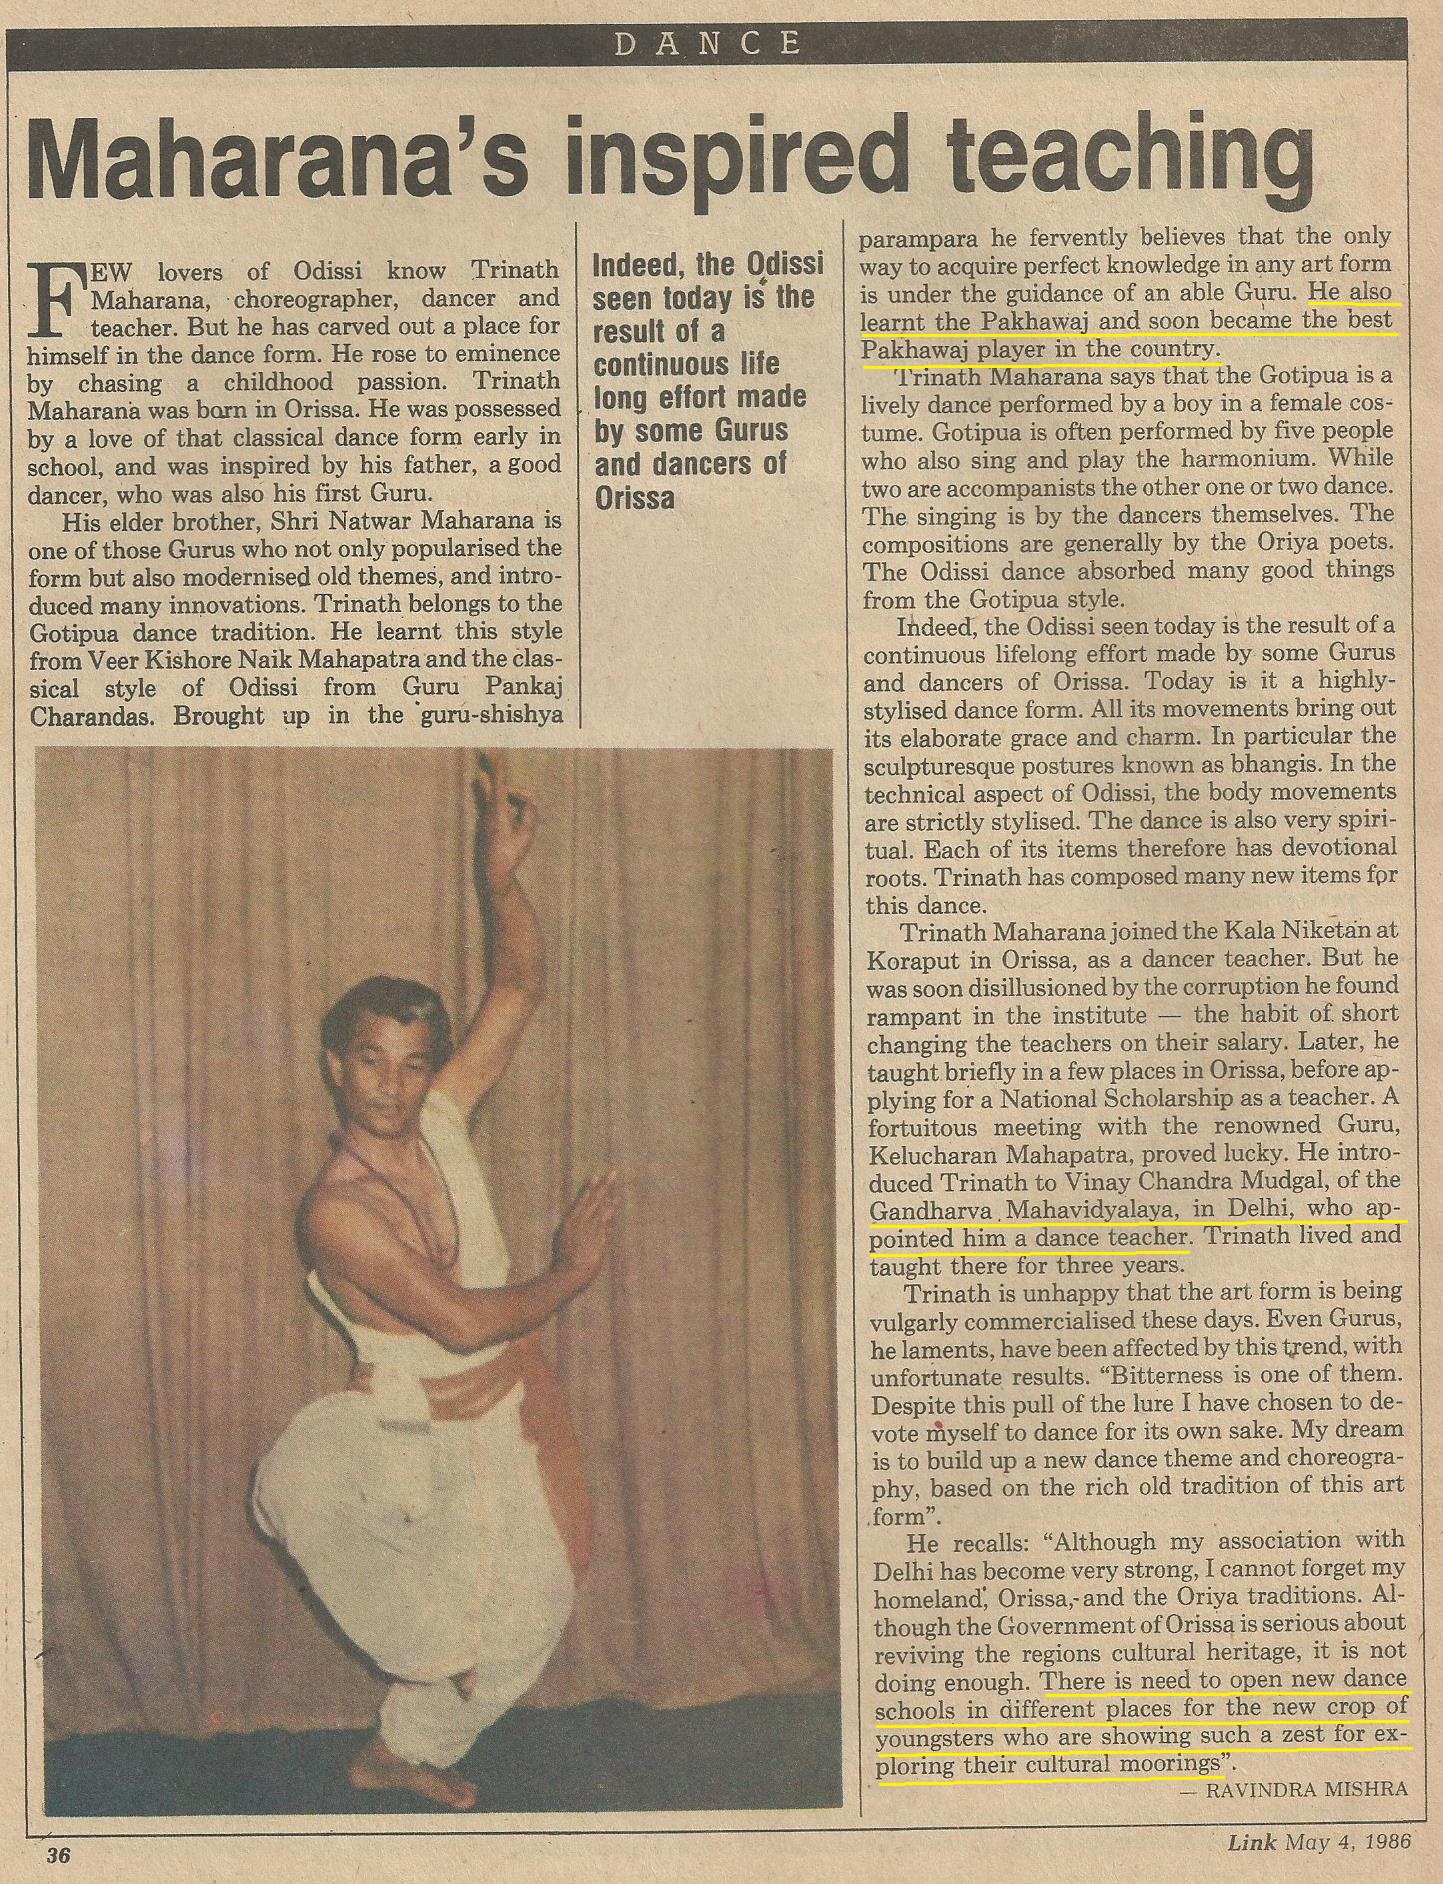 DANCE
Maharana's inspired teaching
FEW lovers of Odissi know Trinath
Maharana, choreographer, dancer and
teacher. But he has carved out a place for
himself in the dance form. He rose to eminence
by chasing a childhood passion. Trinath
Maharana was born in Orissa. He was possessed
by a love of that classical dance form early in
school, and was inspired by his father, a good
dancer, who was also his first Guru.
His elder brother, Shri Natwar Maharana is
one of those Gurus who not only popularised the
form but also modernised old themes, and intro-
duced many innovations. Trinath belongs to the
Gotipua dance tradition. He learnt this style
from Veer Kishore Naik Mahapatra and the clas-
sical style of Odissi from Guru Pankaj
Charandas. Brought up in the guru-shishya
Indeed, the Odissi
seen today is the
result of a
continuous life
long effort made
by some Gurus
and dancers of
Orissa
parampara he fervently believes that the only
way to acquire perfect knowledge in any art form
is under the guidance of an able Guru. He also
learnt the Pakhawaj and soon became the best
Pakhawaj player in the country.
Trinath Maharana says that the Gotipua is a
lively dance performed by a boy in a female cos-
tume. Gotipua is often performed by five people
who also sing and play the harmonium. While
two are accompanists the other one or two dance.
The singing is by the dancers themselves. The
compositions are generally by the Oriya poets.
The Odissi dance absorbed many good things
from the Gotipua style.
Indeed, the Odissi seen today is the result of a
continuous lifelong effort made by some Gurus
and dancers of Orissa. Today is it a highly-
stylised dance form. All its movements bring out
its elaborate grace and charm. In particular the
sculpturesque postures known as bhangis. In the
technical aspect of Odissi, the body movements
are strictly stylised. The dance is also very spiri-
tual. Each of its items therefore has devotional
roots. Trinath has composed many new items for
this dance.
Trinath Maharana joined the Kala Niketan at
Koraput in Orissa, as a dancer teacher. But he
was soon disillusioned by the corruption he found
rampant in the institute — the habit of short
changing the teachers on their salary. Later, he
taught briefly in a few places in Orissa, before ap-
plying for a National Scholarship as a teacher. A
fortuitous meeting with the renowned Guru,
Kelucharan Mahapatra, proved lucky. He intro-
duced Trinath to Vinay Chandra Mudgal, of the
Gandharva Mahavidyalaya, in Delhi, who ap-
pointed him a dance teacher. Trinath lived and
taught there for three years.
Trinath is unhappy that the art form is being
vulgarly commercialised these days. Even Gurus,
he laments, have been affected by this trend, with
unfortunate results. “Bitterness is one of them.
Despite this pull of the lure I have chosen to de-
vote myself to dance for its own sake. My dream
is to build up a new dance theme and choreogra-
phy, based on the rich old tradition of this art
form”.
He recalls: “Although my association with
Delhi has become very strong, I cannot forget my
homeland, Orissa, and the Oriya traditions. Al-
though the Government of Orissa is serious about
reviving the regions cultural heritage, it is not
doing enough. There is need to open new dance
schools in different places for the new crop of
youngsters who are showing such a zest for ex-
ploring their cultural moorings”.
— RAVINDRA MISHRA
36
Link May 4, 1986